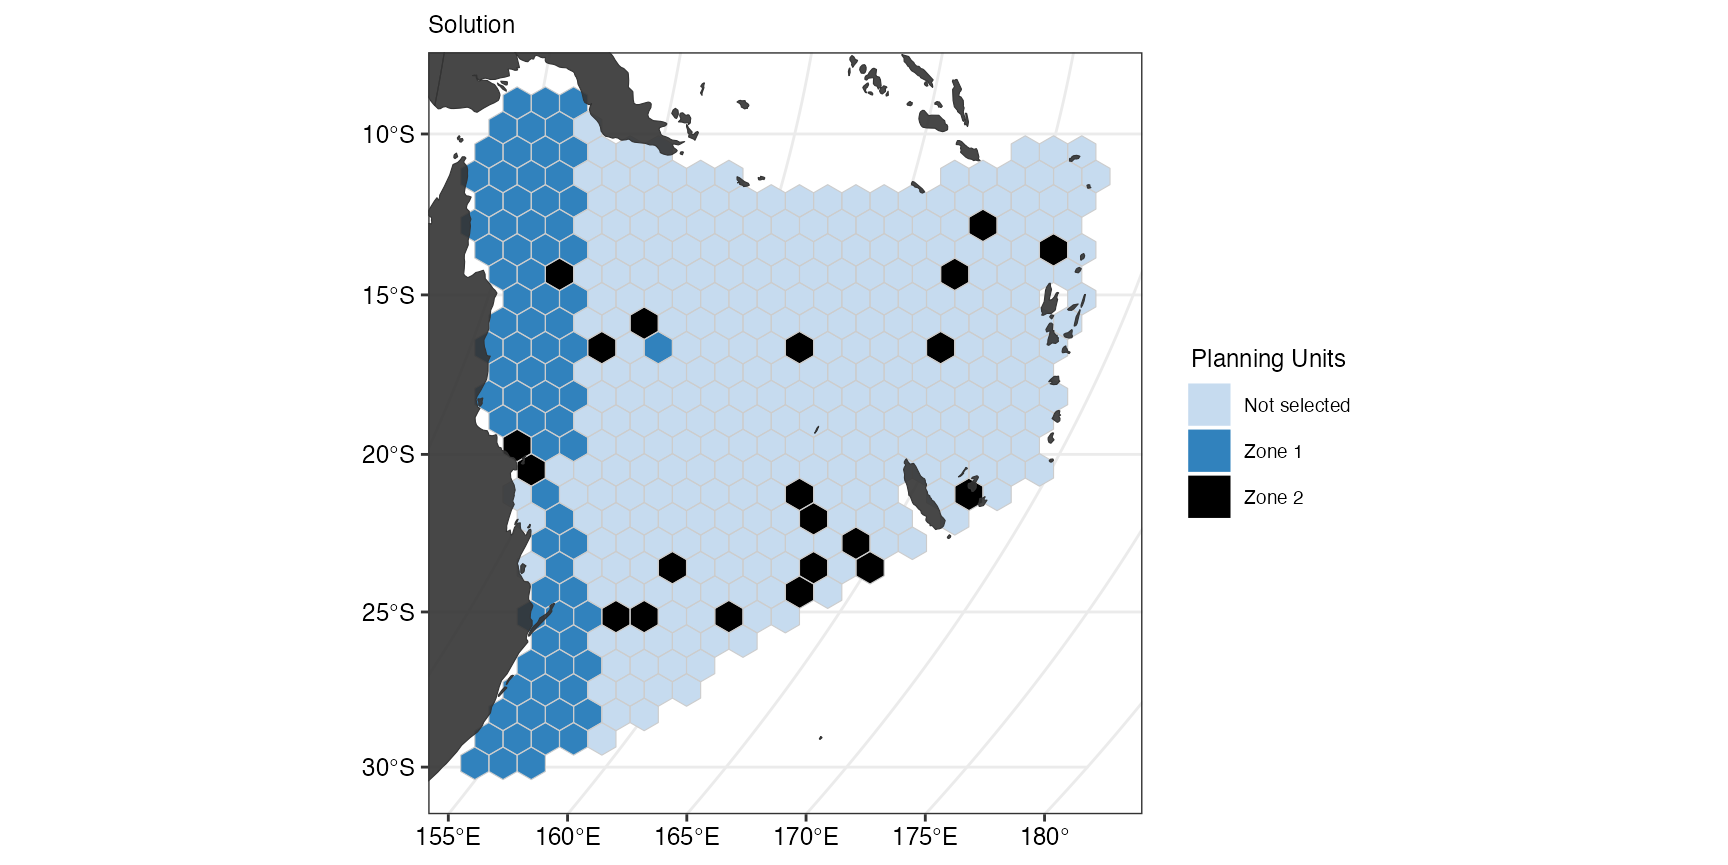 Solution
10°S
15°S
20°S
25°S
30°S
155°E 160°E 165°E 170°E 175°E 180°
Planning Units
Not selected
Zone 1
Zone 2